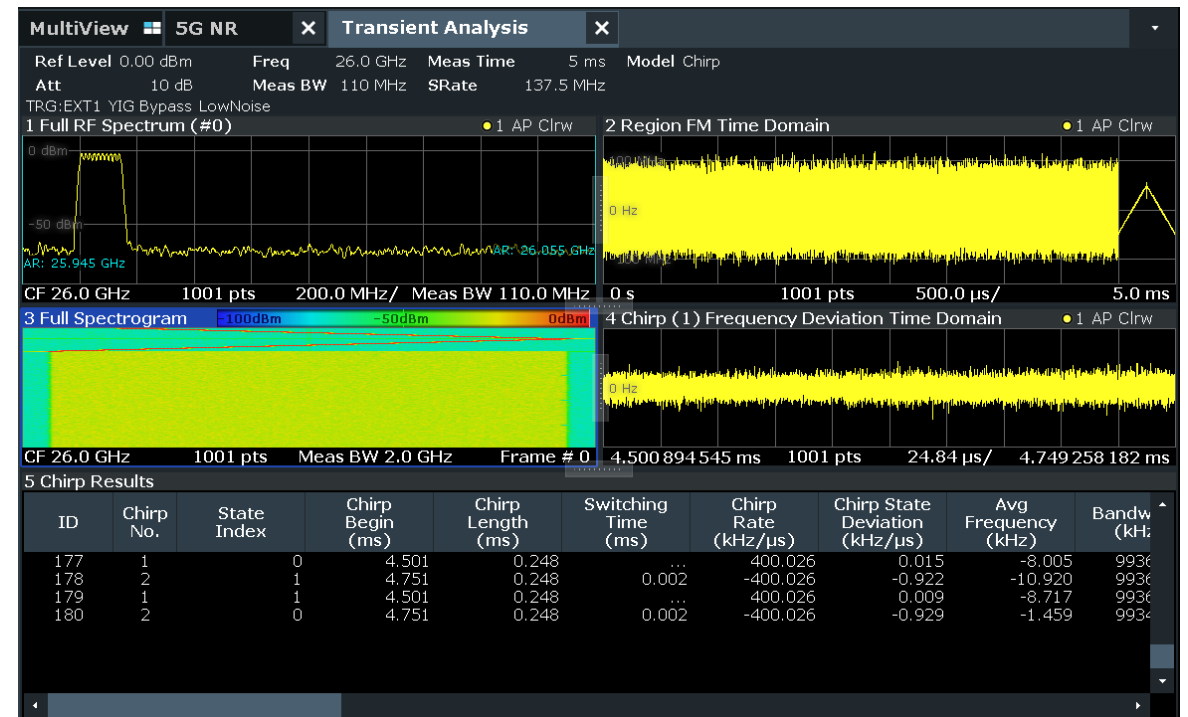 MultiView 5G NR X Transient Analysis X
Ref Level 0.00 dBm Freq 26.0 GHz Meas Time 5 ms Model Chirp
Att 10 dB Meas BW 110 MHz SRate 137.5 MHz
TRG:EXT1 YIG Bypass LowNoise
1 Full RF Spectrum (#0) 1 AP Clrw
0 dBm
-50 dBm
AR: 26.055 GHz
AR: 25.945 GHz
CF 26.0 GHz 1001 pts 200.0 MHz/ Meas BW 110.0 MHz
2 Region FM Time Domain 1 AP Clrw
0 Hz
0 s 1001 pts 500.0 µs/ 5.0 ms
3 Full Spectrogram -100dBm -50dBm 0dBm
CF 26.0 GHz 1001 pts Meas BW 2.0 GHz Frame # 0
4 Chirp (1) Frequency Deviation Time Domain 1 AP Clrw
0 Hz
4.500 894 545 ms 1001 pts 24.84 µs/ 4.749 258 182 ms
5 Chirp Results
ID Chirp No. State Index Chirp Begin (ms) Chirp Length (ms) Switching Time (ms) Chirp Rate (kHz/µs) Chirp State Deviation (kHz/µs) Avg Frequency (kHz) Bandw (kHz
177 1 0 4.501 0.248 ... 400.026 0.015 -8.005 9936
178 2 1 4.751 0.248 0.002 -400.026 -0.922 -10.920 9936
179 1 1 4.501 0.248 ... 400.026 0.009 -8.717 9936
180 2 0 4.751 0.248 0.002 -400.026 -0.929 -1.459 9934